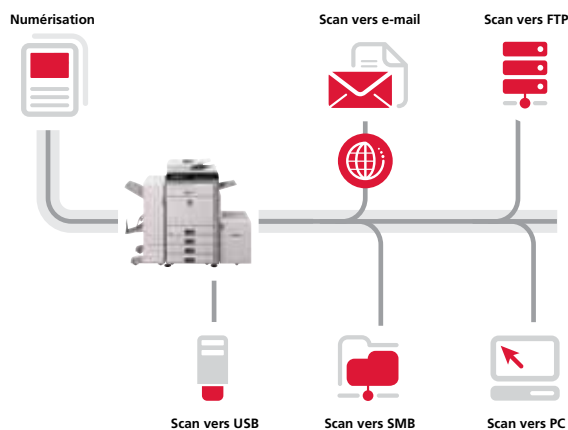 Numérisation
Scan vers e-mail
Scan vers FTP
Scan vers USB
Scan vers SMB
Scan vers PC